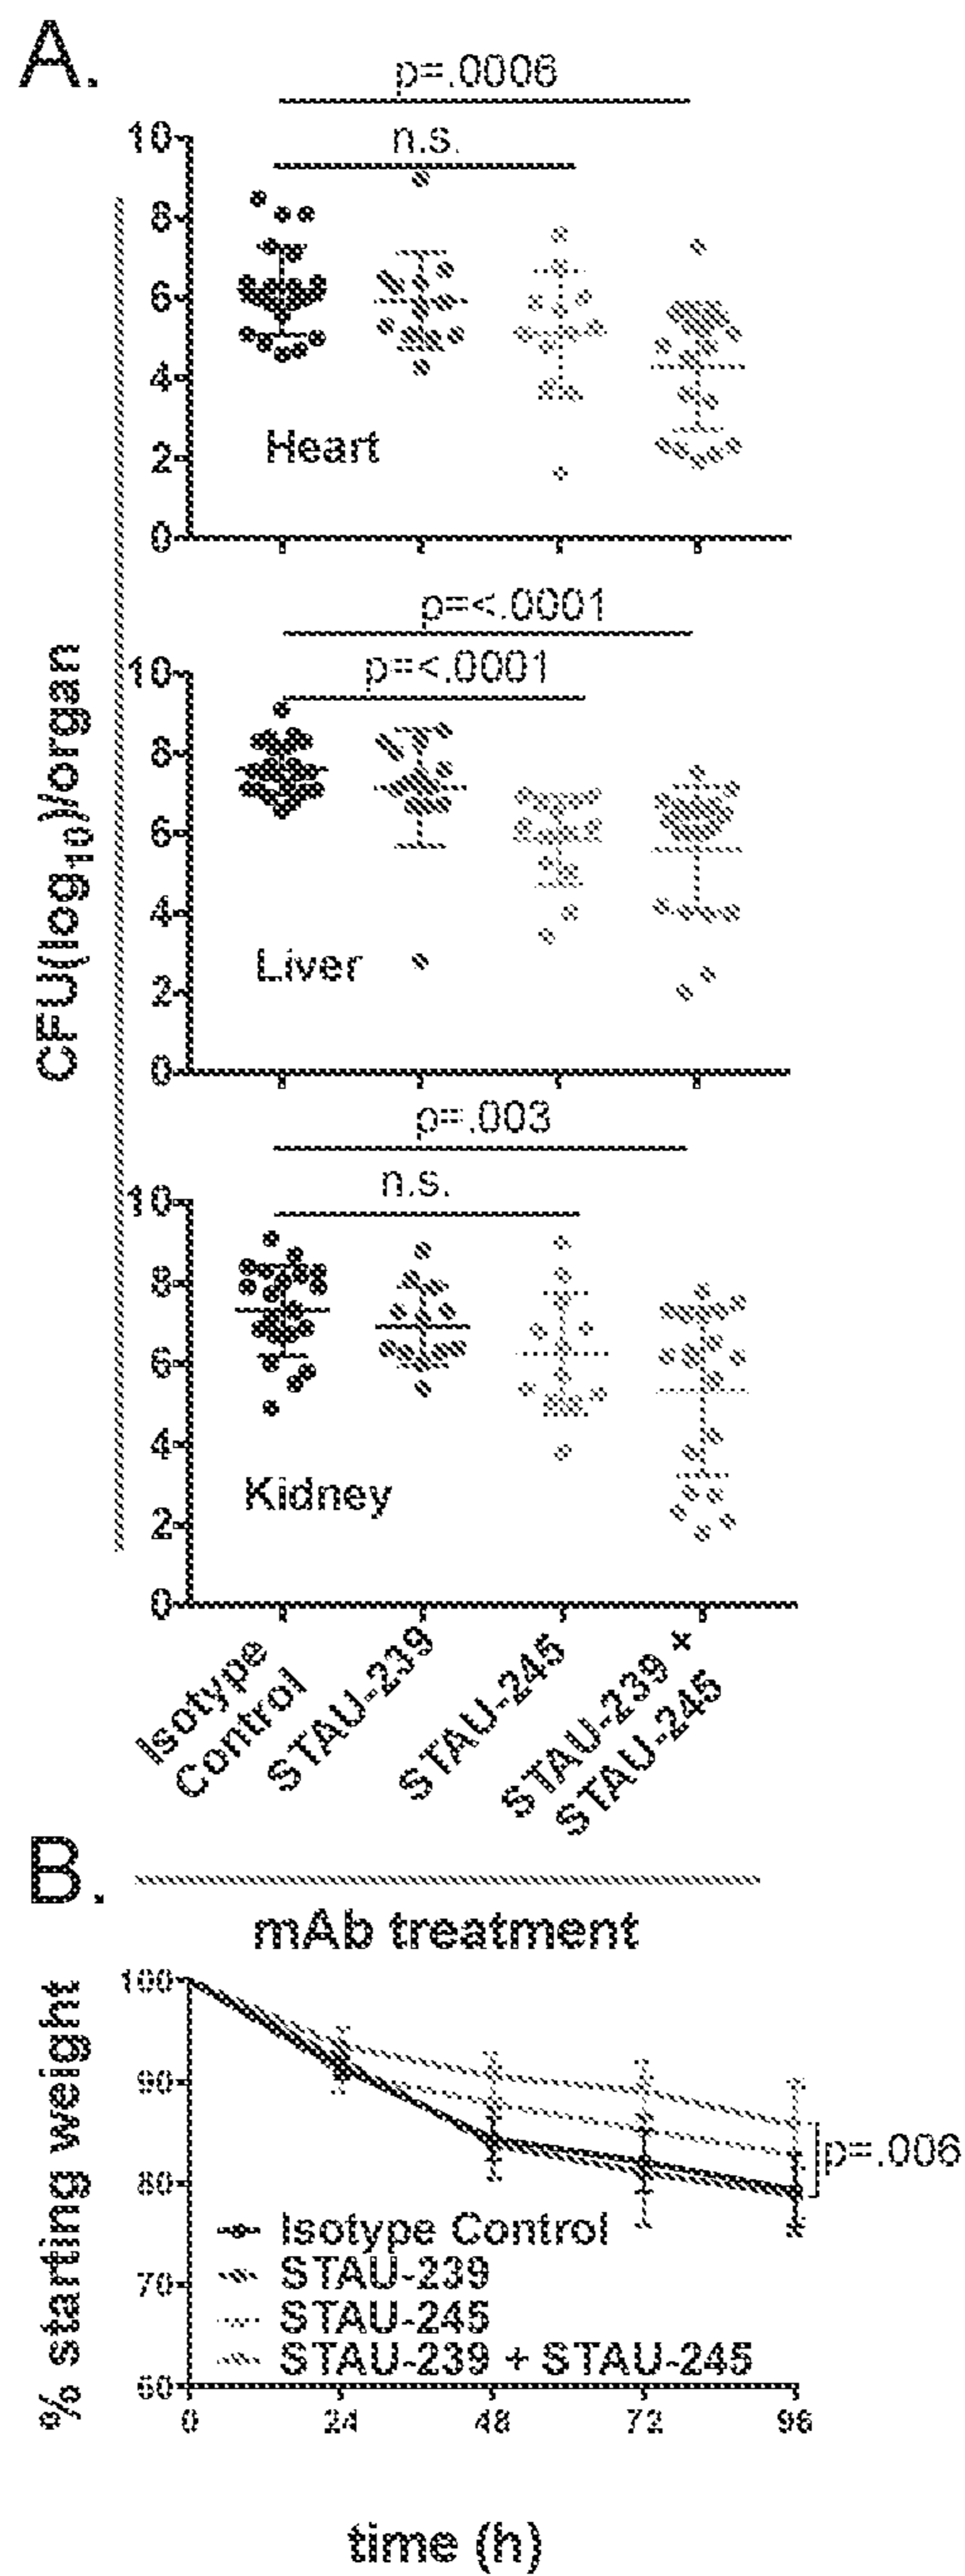 A.
p=.0006
n.s.
10
8
6
4
2
0
Heart
p=<.0001
p=<.0001
10
8
6
4
2
0
Liver
CFU(log10)/organ
p=.003
n.s.
10
8
6
4
2
0
Kidney
Isotype
Control
STAU-239
STAU-245
STAU-239 +
STAU-245
mAb treatment
B.
% starting weight
100
90
80
70
60
p=.006
Isotype Control
STAU-239
STAU-245
STAU-239 + STAU-245
0 24 48 72 96
time (h)